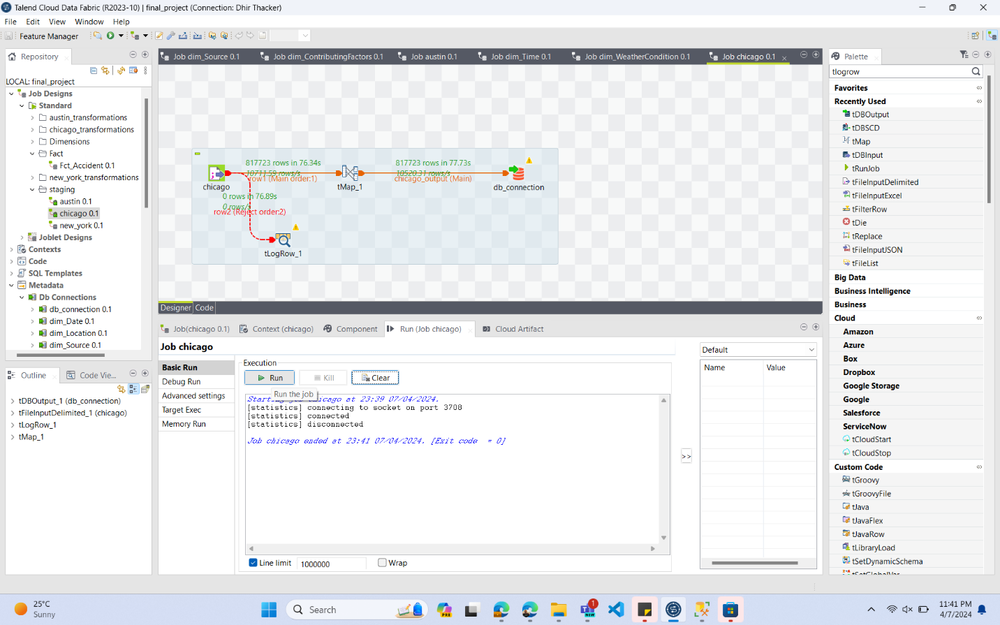 Talend Cloud Data Fabric (R2023-10) | final_project (Connection: Dhir Thacker)
File Edit View Window Help
Feature Manager
Repository
LOCAL: final_project
Job Designs
Standard
austin_transformations
chicago_transformations
Dimensions
Fact
Fct_Accident 0.1
new_york_transformations
staging
austin 0.1
chicago 0.1
new_york 0.1
Joblet Designs
Contexts
Code
SQL Templates
Metadata
Db Connections
db_connection 0.1
dim_Date 0.1
dim_Location 0.1
dim_Source 0.1
Outline
Code Vie...
tDBOutput_1 (db_connection)
tFileInputDelimited_1 (chicago)
tLogRow_1
tMap_1
Job dim_Source 0.1
Job dim_ContributingFactors 0.1
Job austin 0.1
Job dim_Time 0.1
Job dim_WeatherCondition 0.1
Job chicago 0.1
817723 rows in 76.34s
10711.59 rows/s
row1 (Main order:1)
817723 rows in 77.73s
10520.31 rows/s
chicago_output (Main)
chicago
tMap_1
db_connection
0 rows in 76.89s
0 rows/s
row2 (Reject order:2)
tLogRow_1
Designer
Code
Job(chicago 0.1)
Context (chicago)
Component
Run (Job chicago)
Cloud Artifact
Job chicago
Basic Run
Debug Run
Advanced settings
Target Exec
Memory Run
Execution
Run
Kill
Clear
Run the job
Starting job chicago at 23:39 07/04/2024.
[statistics] connecting to socket on port 3708
[statistics] connected
[statistics] disconnected
Job chicago ended at 23:41 07/04/2024. [Exit code = 0]
Line limit
1000000
Wrap
>>
Default
Name
Value
Palette
tlogrow
Favorites
Recently Used
tDBOutput
tDBSCD
tMap
tDBInput
tRunJob
tFileInputDelimited
tFileInputExcel
tFilterRow
tDie
tReplace
tFileInputJSON
tFileList
Big Data
Business Intelligence
Business
Cloud
Amazon
Azure
Box
Dropbox
Google Storage
Google
Salesforce
ServiceNow
tCloudStart
tCloudStop
Custom Code
tGroovy
tGroovyFile
tJava
tJavaFlex
tJavaRow
tLibraryLoad
tSetDynamicSchema
tSetGlobalVar
25°C
Sunny
Search
PRE
1
NEW
11:41 PM
4/7/2024